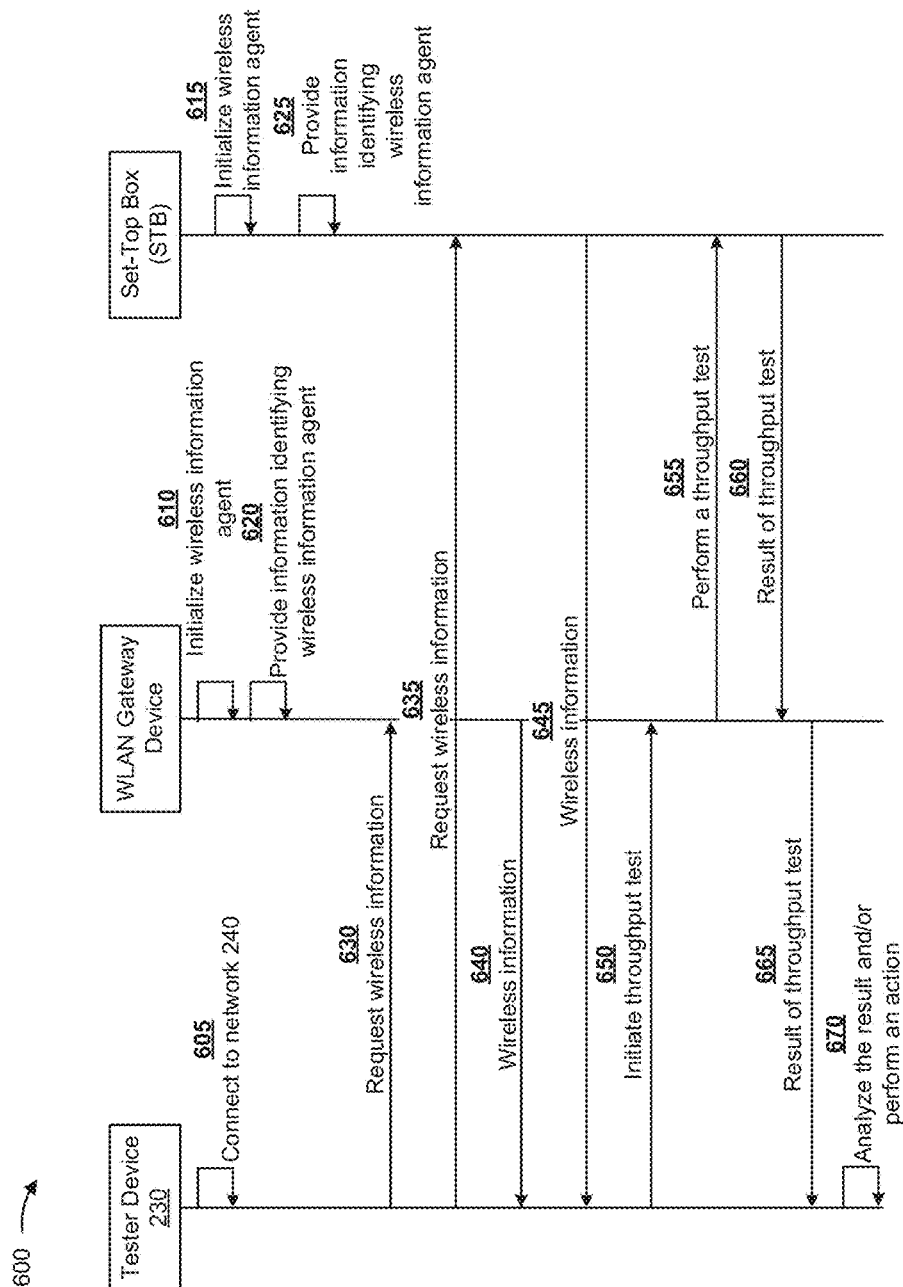 600
Tester Device
230
WLAN Gateway
Device
Set-Top Box
(STB)
605
Connect to network 240
610
Initialize wireless information
agent
615
Initialize wireless
information agent
620
Provide information identifying
wireless information agent
625
Provide
information
identifying
wireless
information agent
630
Request wireless information
635
Request wireless information
640
Wireless information
645
Wireless information
650
Initiate throughput test
655
Perform a throughput test
660
Result of throughput test
665
Result of throughput test
670
Analyze the result and/or
perform an action